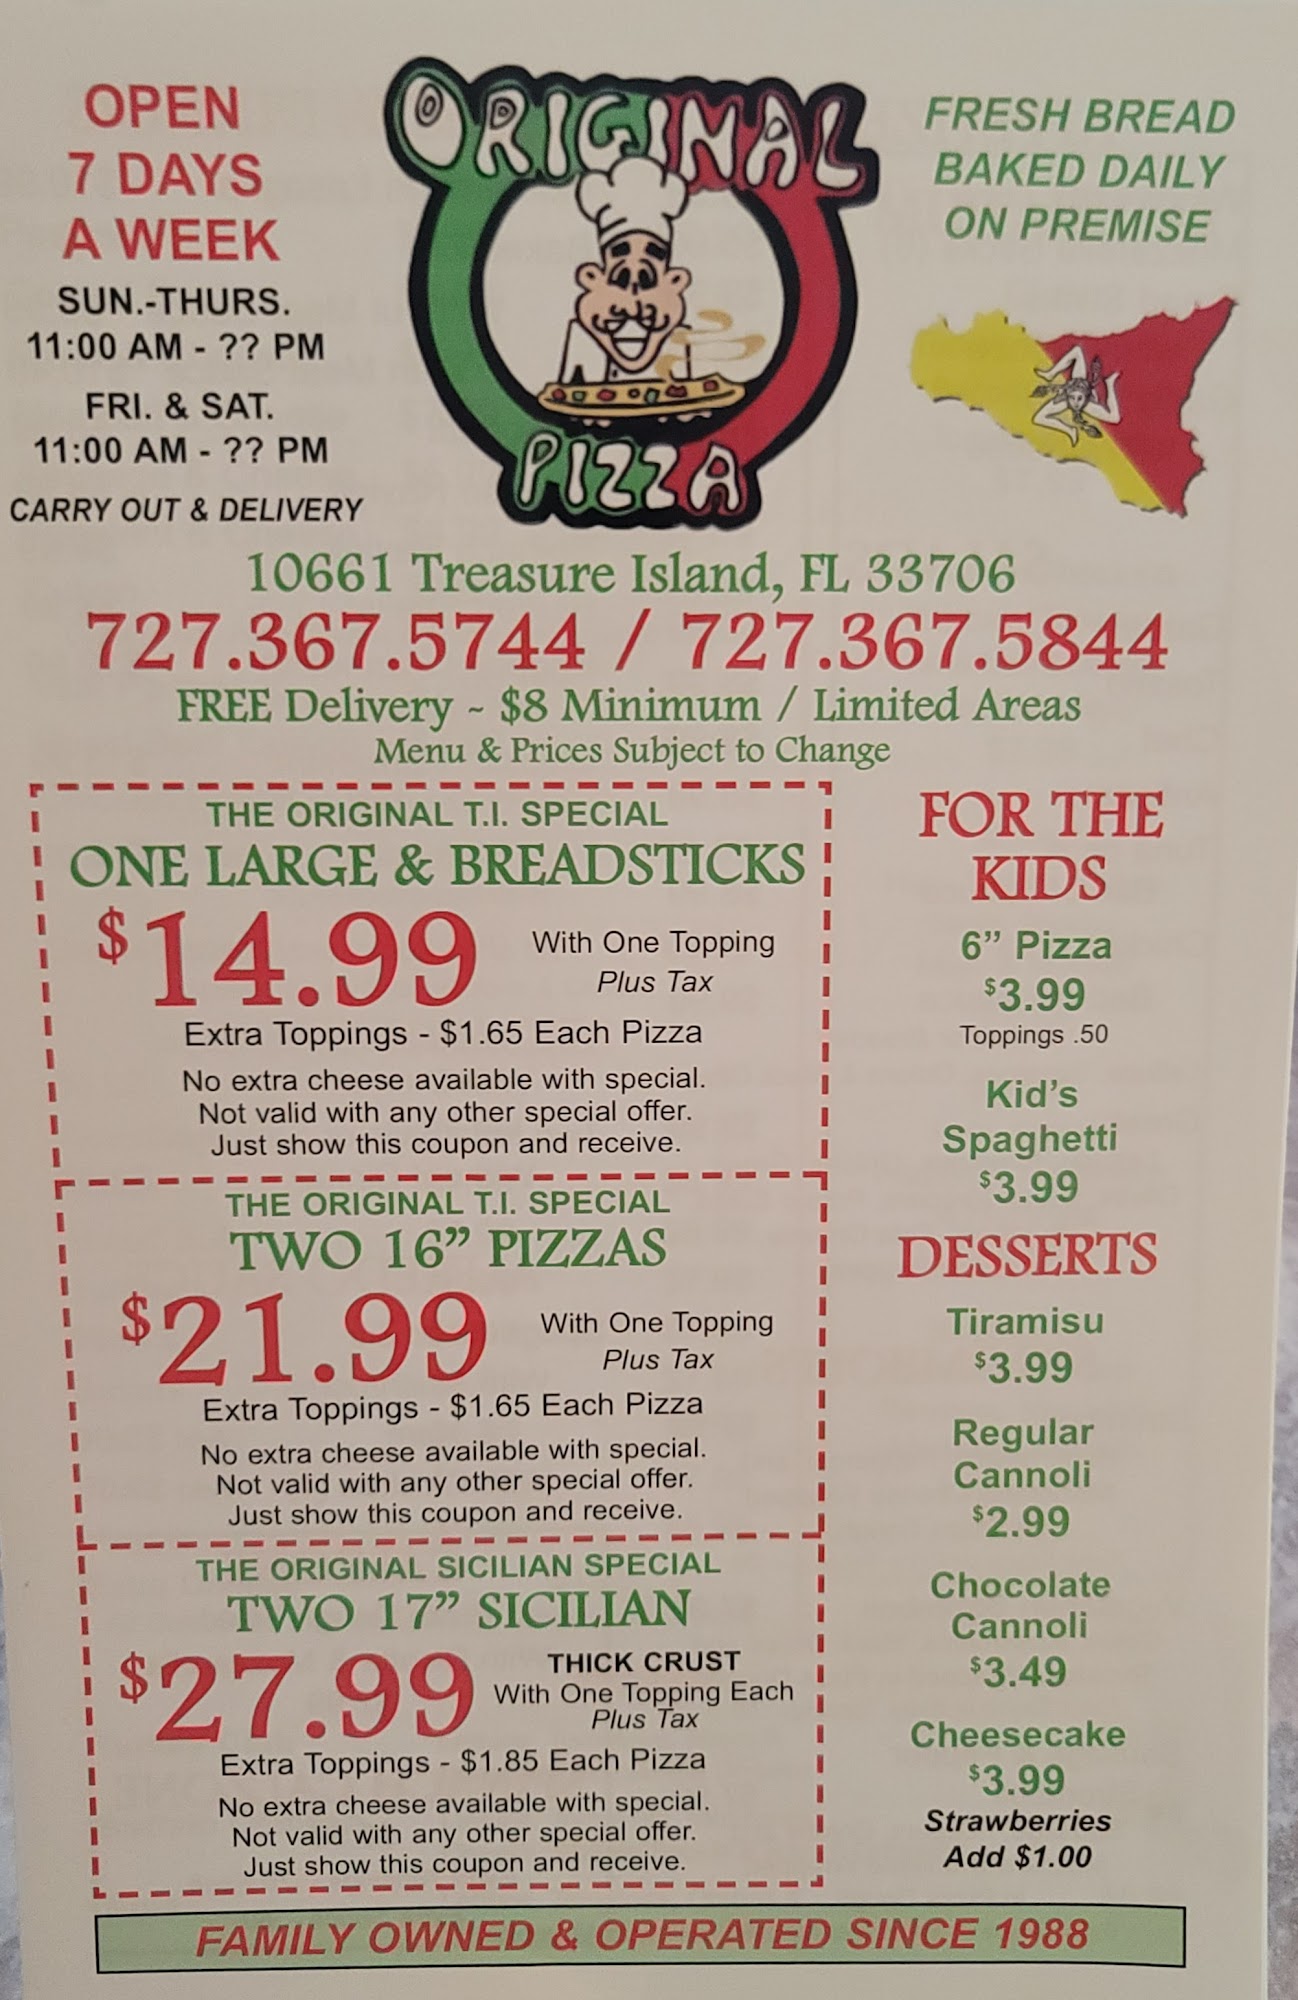 OPEN
7 DAYS
A WEEK
SUN.-THURS.
11:00 AM - ?? PM
FRI. & SAT.
11:00 AM - ?? PM
CARRY OUT & DELIVERY
ORIGINAL
PIZZA
FRESH BREAD
BAKED DAILY
ON PREMISE
10661 Treasure Island, FL 33706
727.367.5744 / 727.367.5844
FREE Delivery ~ $8 Minimum / Limited Areas
Menu & Prices Subject to Change
THE ORIGINAL T.I. SPECIAL
ONE LARGE & BREADSTICKS
$14.99
With One Topping
Plus Tax
Extra Toppings - $1.65 Each Pizza
No extra cheese available with special.
Not valid with any other special offer.
Just show this coupon and receive.
THE ORIGINAL T.I. SPECIAL
TWO 16” PIZZAS
$21.99
With One Topping
Plus Tax
Extra Toppings - $1.65 Each Pizza
No extra cheese available with special.
Not valid with any other special offer.
Just show this coupon and receive.
THE ORIGINAL SICILIAN SPECIAL
TWO 17” SICILIAN
$27.99
THICK CRUST
With One Topping Each
Plus Tax
Extra Toppings - $1.85 Each Pizza
No extra cheese available with special.
Not valid with any other special offer.
Just show this coupon and receive.
FOR THE
KIDS
6” Pizza
$3.99
Toppings .50
Kid’s
Spaghetti
$3.99
DESSERTS
Tiramisu
$3.99
Regular
Cannoli
$2.99
Chocolate
Cannoli
$3.49
Cheesecake
$3.99
Strawberries
Add $1.00
FAMILY OWNED & OPERATED SINCE 1988